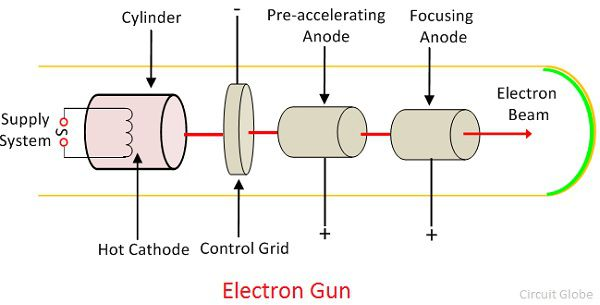 Cylinder
-
Pre-accelerating
Anode
Focusing
Anode
Supply
System
S
Electron
Beam
Hot Cathode
Control Grid
+
+
Electron Gun
Circuit Globe